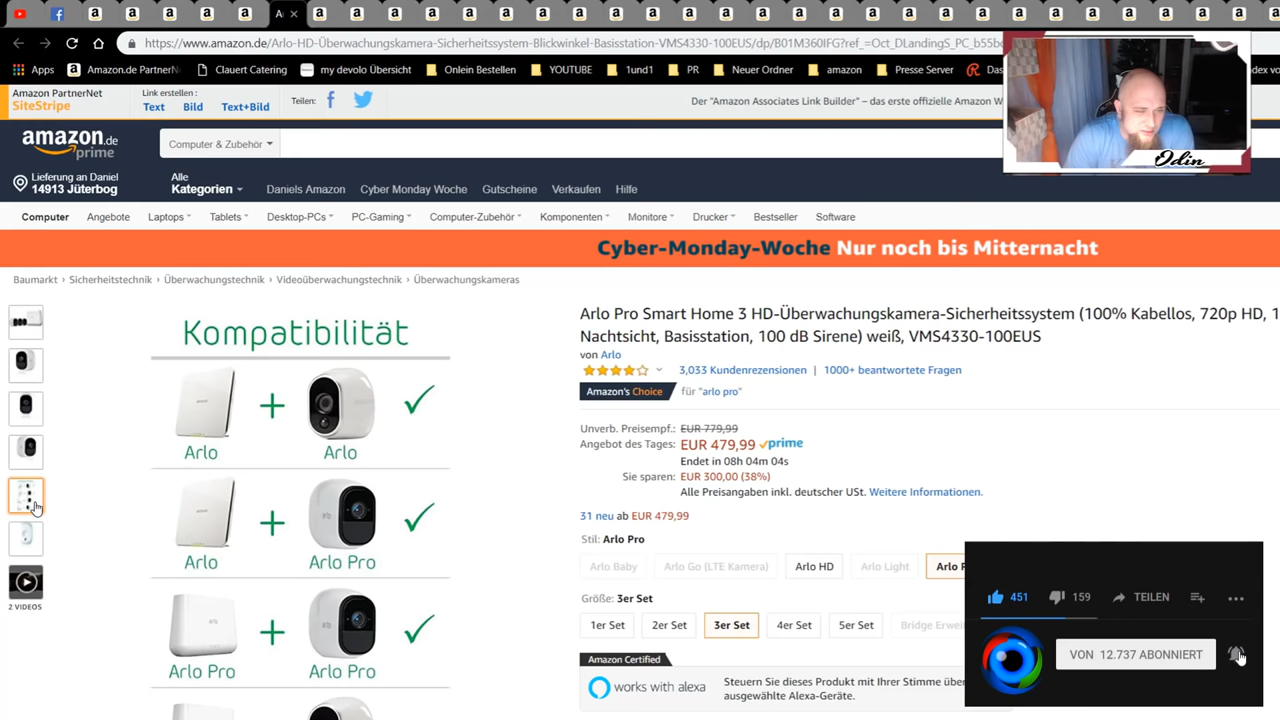 https://www.amazon.de/Arlo-HD-Überwachungskamera-Sicherheitssystem-Blickwinkel-Basisstation-VMS4330-100EUS/dp/B01M360IFG?ref_=Oct_DLandingS_PC_b55bc
Apps Amazon.de PartnerN Clauert Catering my devolo Übersicht Onlein Bestellen YOUTUBE 1und1 PR Neuer Ordner amazon Presse Server Das
Amazon PartnerNet
SiteStripe
Link erstellen:
Text Bild Text+Bild
Teilen:
Der "Amazon Associates Link Builder" – das erste offizielle Amazon
Odin
amazon.de
prime
Computer & Zubehör
Lieferung an Daniel
14913 Jüterbog
Alle
Kategorien
Daniels Amazon Cyber Monday Woche Gutscheine Verkaufen Hilfe
Computer Angebote Laptops Tablets Desktop-PCs PC-Gaming Computer-Zubehör Komponenten Monitore Drucker Bestseller Software
Cyber-Monday-Woche Nur noch bis Mitternacht
Baumarkt › Sicherheitstechnik › Überwachungstechnik › Videoüberwachungstechnik › Überwachungskameras
2 VIDEOS
Kompatibilität
Arlo + Arlo ✓
Arlo + Arlo Pro ✓
Arlo Pro + Arlo Pro ✓
Arlo Pro Smart Home 3 HD-Überwachungskamera-Sicherheitssystem (100% Kabellos, 720p HD, 1
Nachtsicht, Basisstation, 100 dB Sirene) weiß, VMS4330-100EUS
von Arlo
3,033 Kundenrezensionen | 1000+ beantwortete Fragen
Amazon's Choice für "arlo pro"
Unverb. Preisempf.: EUR 779,99
Angebot des Tages: EUR 479,99 prime
Endet in 08h 04m 04s
Sie sparen: EUR 300,00 (38%)
Alle Preisangaben inkl. deutscher USt. Weitere Informationen.
31 neu ab EUR 479,99
Stil: Arlo Pro
Arlo Baby Arlo Go (LTE Kamera) Arlo HD Arlo Light Arlo P
Größe: 3er Set
1er Set 2er Set 3er Set 4er Set 5er Set Bridge Erwei
Amazon Certified
works with alexa
Steuern Sie dieses Produkt mit Ihrer Stimme übe
ausgewählte Alexa-Geräte.
451 159 TEILEN
VON 12.737 ABONNIERT